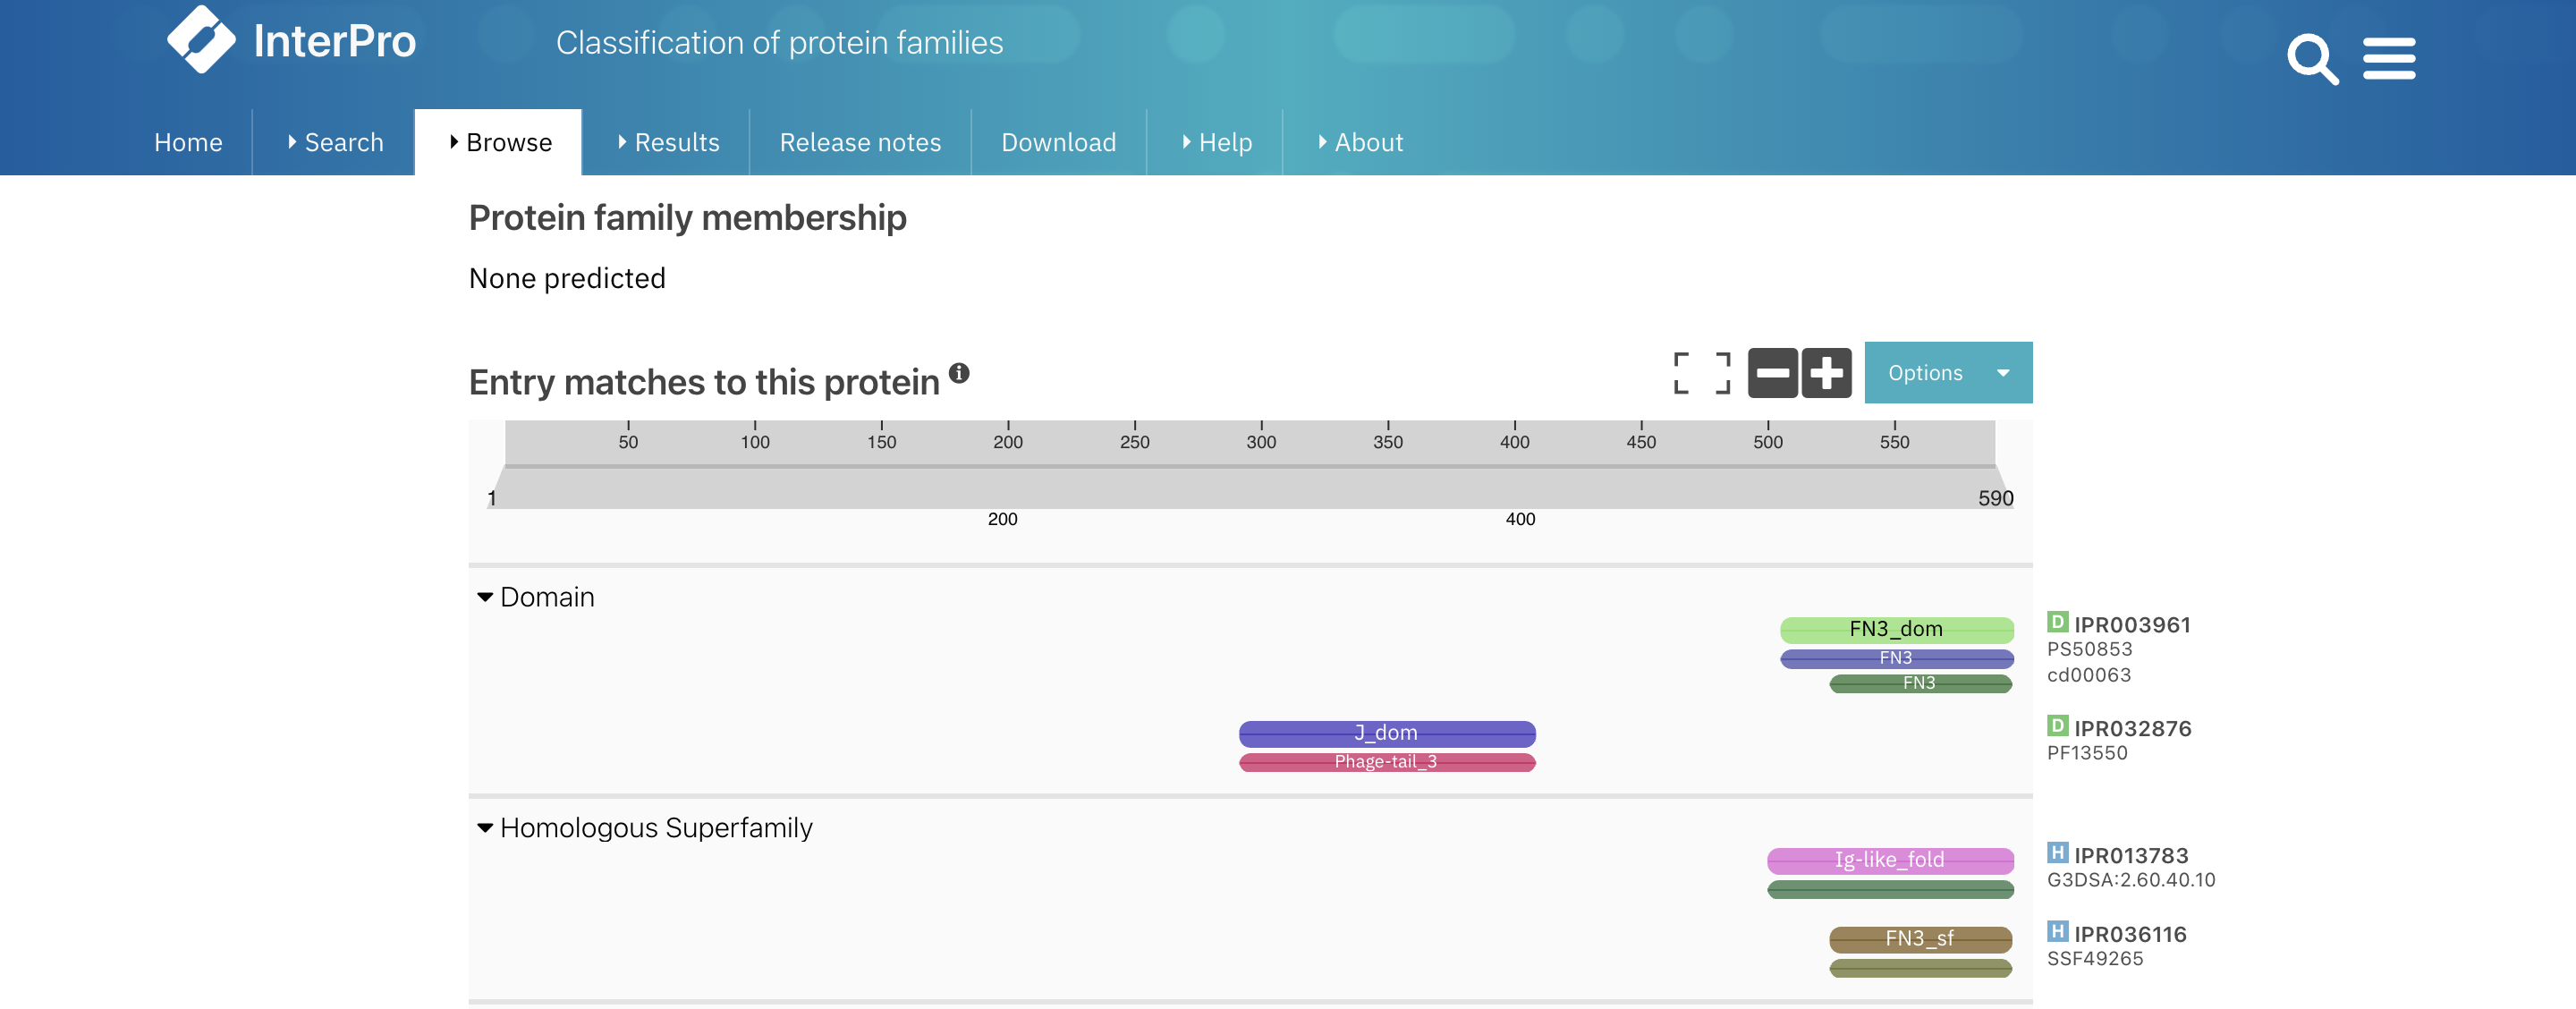 InterPro
Classification of protein families
Home Search Browse Results Release notes Download Help About
Protein family membership
None predicted
Entry matches to this protein
Options
50 100 150 200 250 300 350 400 450 500 550
1 590
200 400
Domain
FN3_dom IPR003961
PS50853
FN3
cd00063
FN3
J_dom IPR032876
Phage-tail_3 PF13550
Homologous Superfamily
Ig-like_fold IPR013783
G3DSA:2.60.40.10
FN3_sf IPR036116
SSF49265